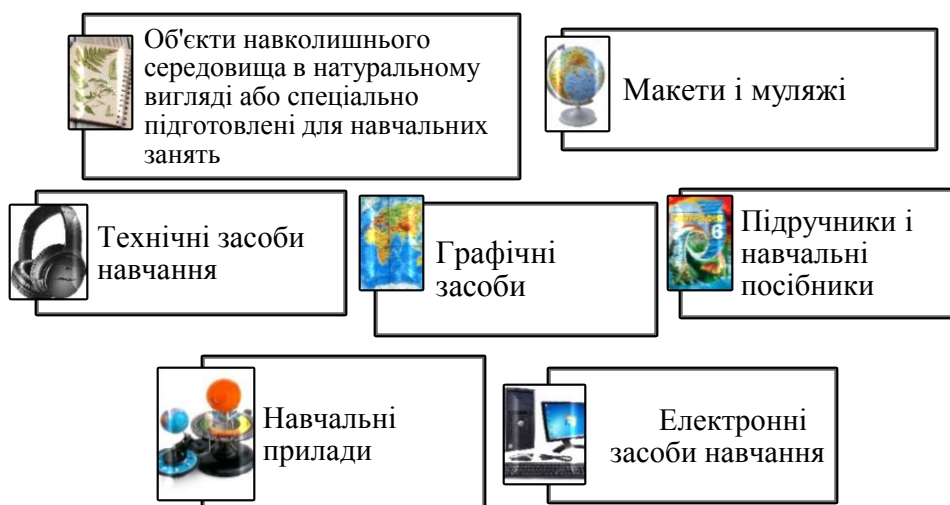 Об'єкти навколишнього
середовища в натуральному
вигляді або спеціально
підготовлені для навчальних
занять
Макети і муляжі
Технічні засоби
навчання
Графічні
засоби
6
Підручники і
навчальні
посібники
Навчальні
прилади
Електронні
засоби навчання